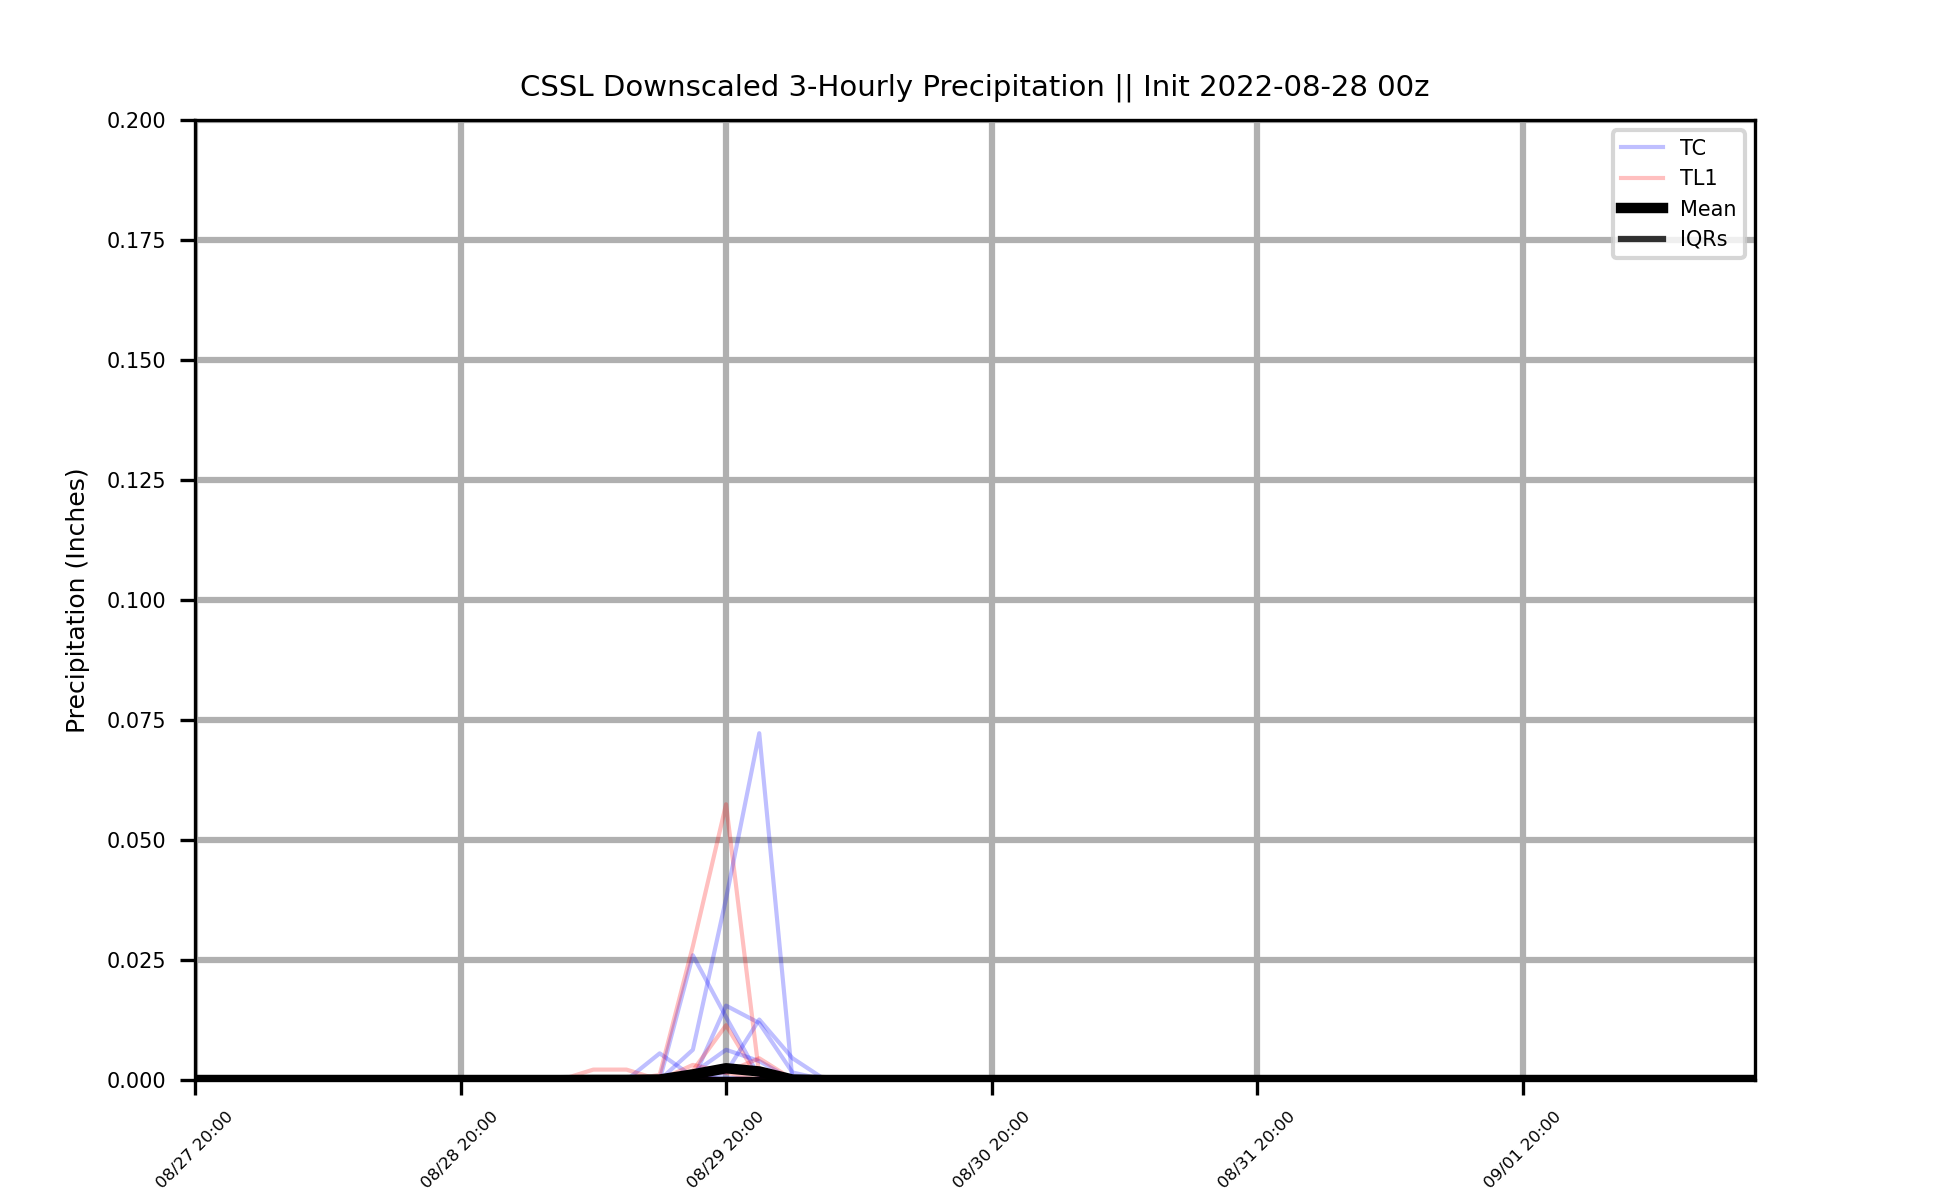 CSSL Downscaled 3-Hourly Precipitation || Init 2022-08-28 00z
TC
TL1
Mean
IQRs
Precipitation (Inches)
0.200
0.175
0.150
0.125
0.100
0.075
0.050
0.025
0.000
08/27 20:00
08/28 20:00
08/29 20:00
08/30 20:00
08/31 20:00
09/01 20:00